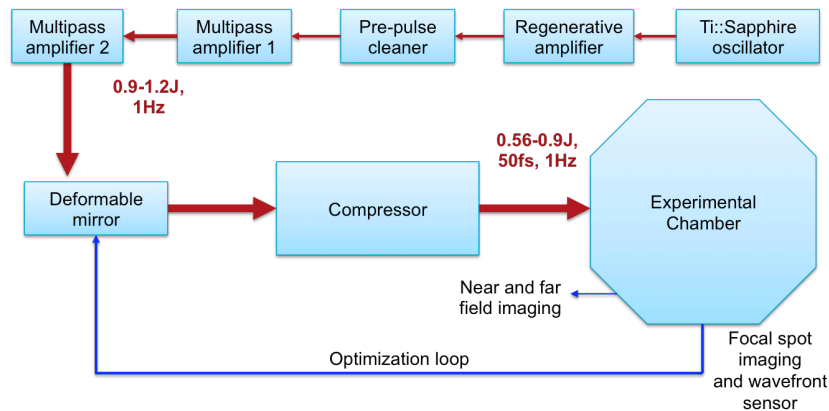 Multipass
amplifier 2
Multipass
amplifier 1
Pre-pulse
cleaner
Regenerative
amplifier
Ti::Sapphire
oscillator
0.9-1.2J,
1Hz
0.56-0.9J,
50fs, 1Hz
Deformable
mirror
Compressor
Experimental
Chamber
Near and far
field imaging
Optimization loop
Focal spot
imaging
and wavefront
sensor